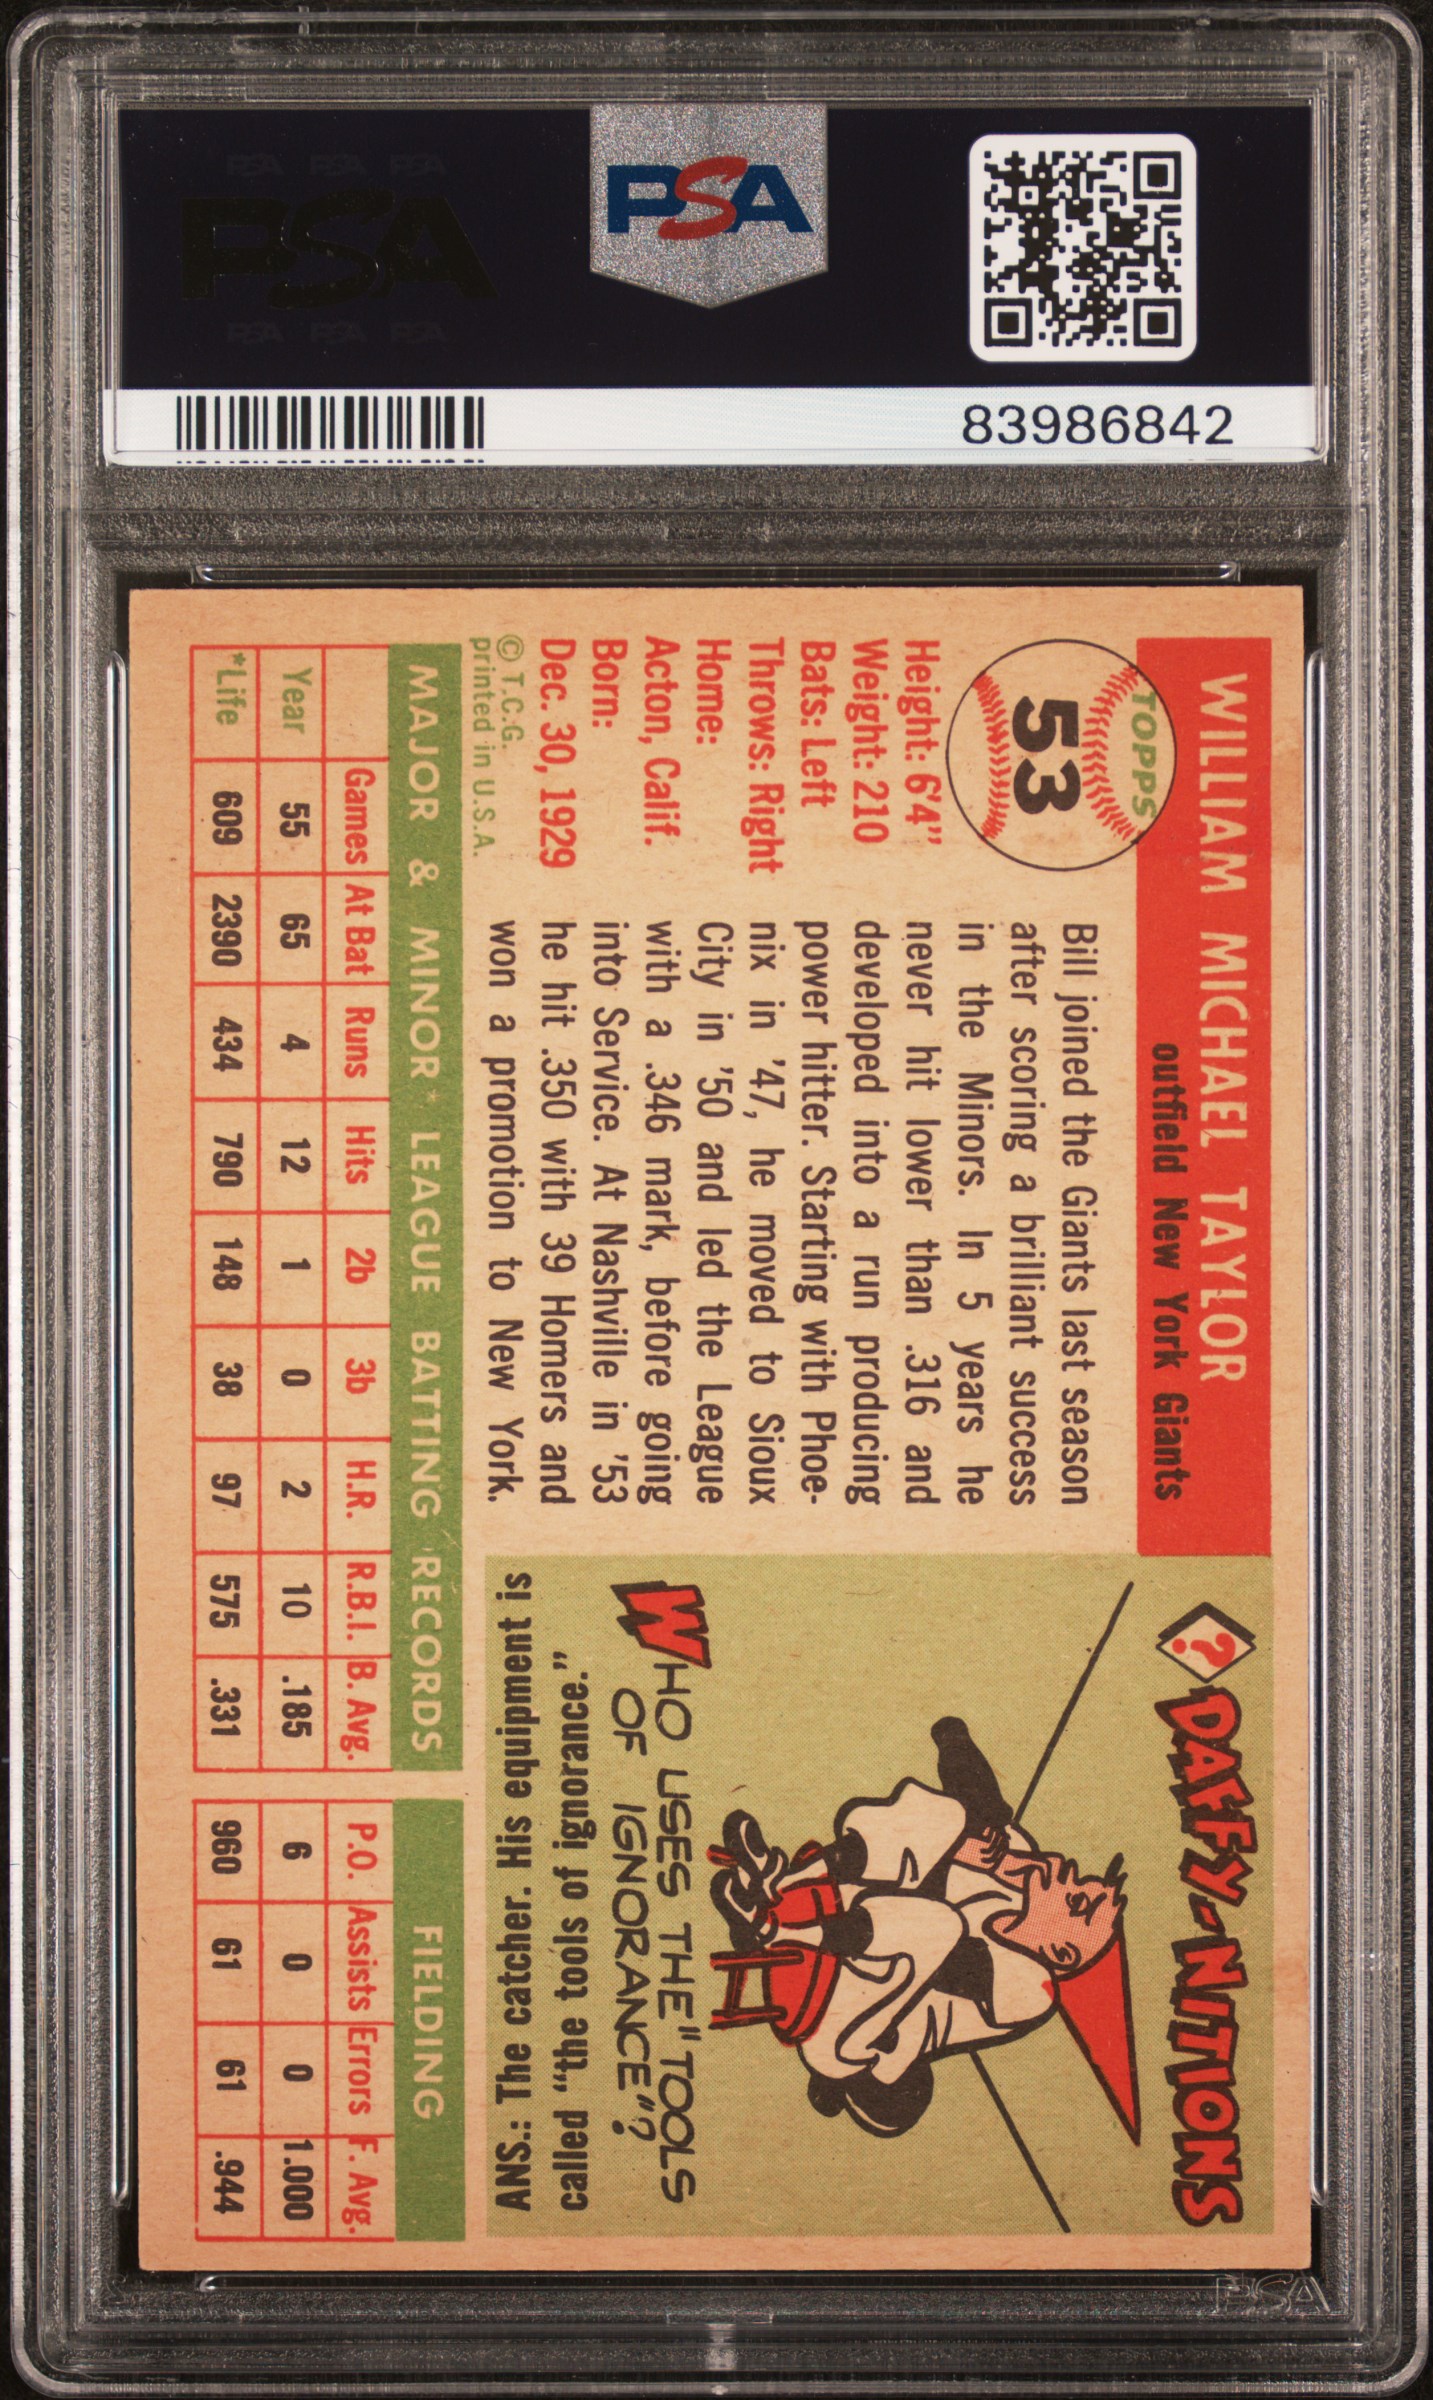 PSA PSA PSA
PSA
PSA PSA PSA
PSA
83986842
WILLIAM MICHAEL TAYLOR
outfield New York Giants
TOPPS
53
Height: 6'4"
Weight: 210
Bats: Left
Throws: Right
Home:
Acton, Calif.
Born:
Dec. 30, 1929
© T.C.G.
printed in U.S.A.
Bill joined the Giants last season
after scoring a brilliant success
in the Minors. In 5 years he
never hit lower than .316 and
developed into a run producing
power hitter. Starting with Phoe-
nix in '47, he moved to Sioux
City in '50 and led the League
with a .346 mark, before going
into Service. At Nashville in '53
he hit .350 with 39 Homers and
won a promotion to New York.
? DAFFY-NITIONS
WHO USES THE "TOOLS
OF IGNORANCE"?
ANS.: The catcher. His equipment is
called "the tools of ignorance."
MAJOR & MINOR* LEAGUE BATTING RECORDS
Games At Bat Runs Hits 2b 3b H.R. R.B.I. B. Avg.
Year 55 65 4 12 1 0 2 10 .185
*Life 609 2390 434 790 148 38 97 575 .331
FIELDING
P.O. Assists Errors F. Avg.
6 0 0 1.000
960 61 61 .944
PSA